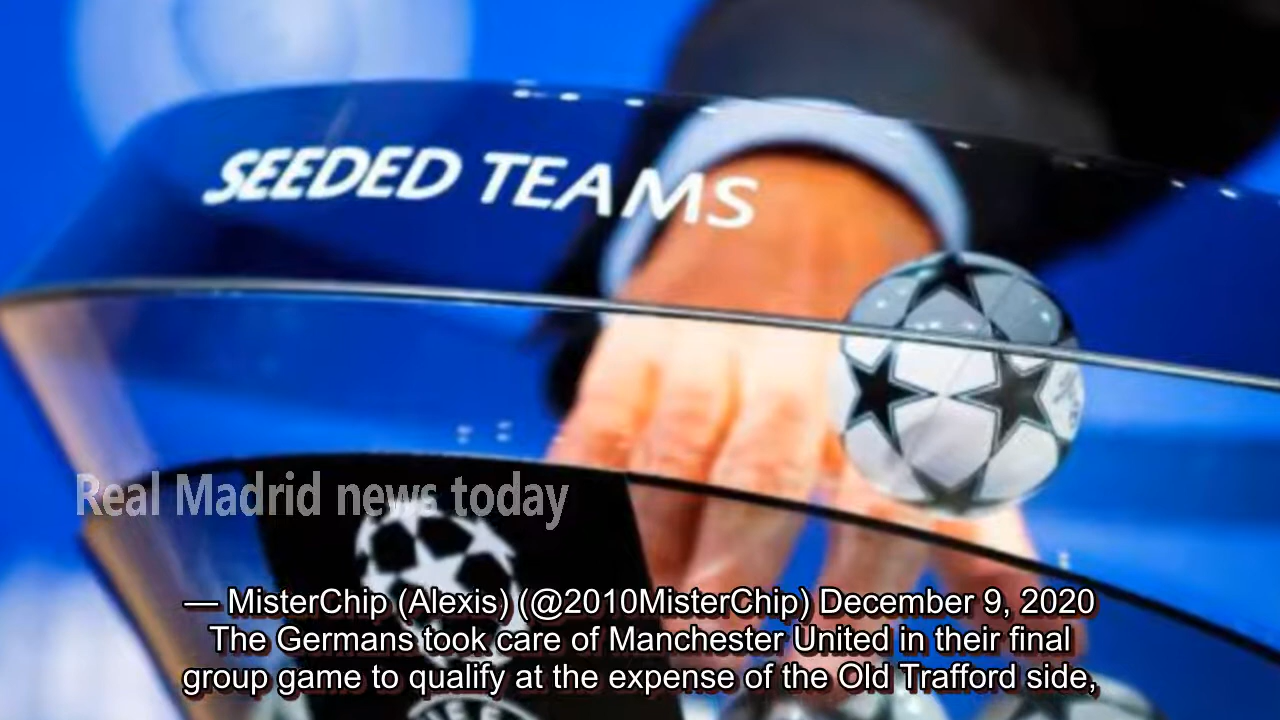 SEEDED TEAMS
Real Madrid news today
— MisterChip (Alexis) (@2010MisterChip) December 9, 2020
The Germans took care of Manchester United in their final
group game to qualify at the expense of the Old Trafford side,